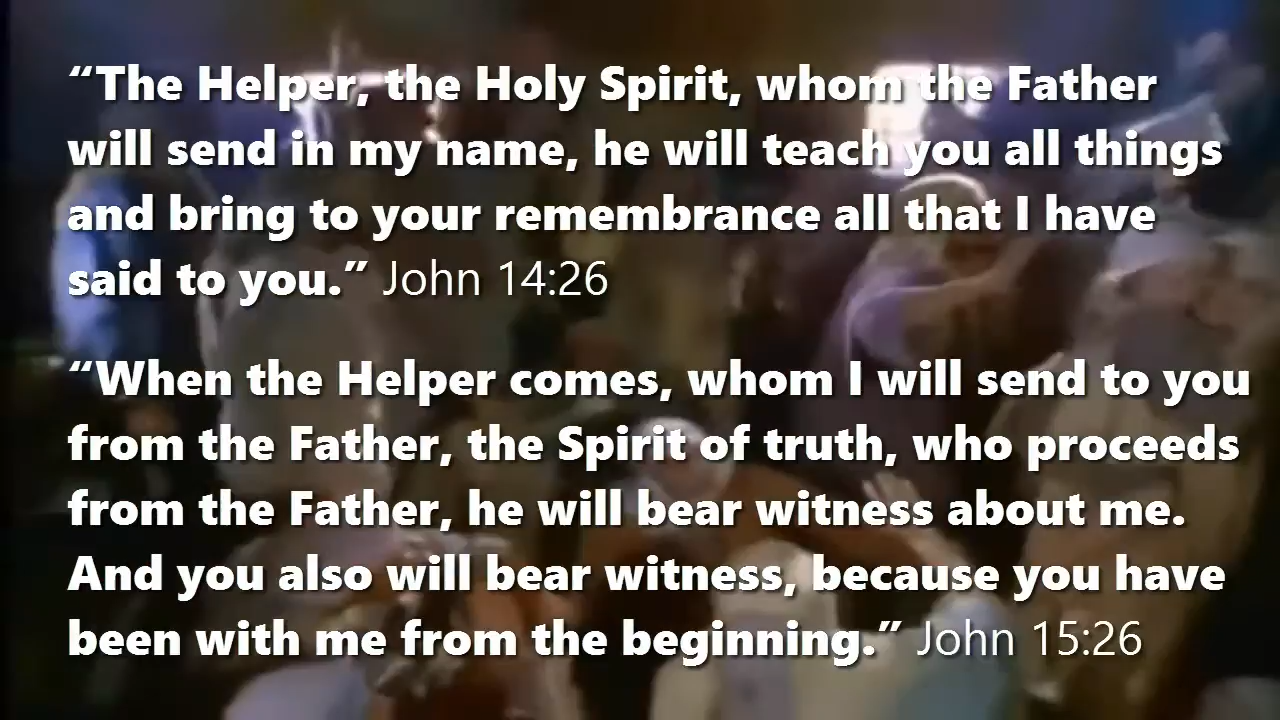 “The Helper, the Holy Spirit, whom the Father
will send in my name, he will teach you all things
and bring to your remembrance all that I have
said to you.” John 14:26
“When the Helper comes, whom I will send to you
from the Father, the Spirit of truth, who proceeds
from the Father, he will bear witness about me.
And you also will bear witness, because you have
been with me from the beginning.” John 15:26